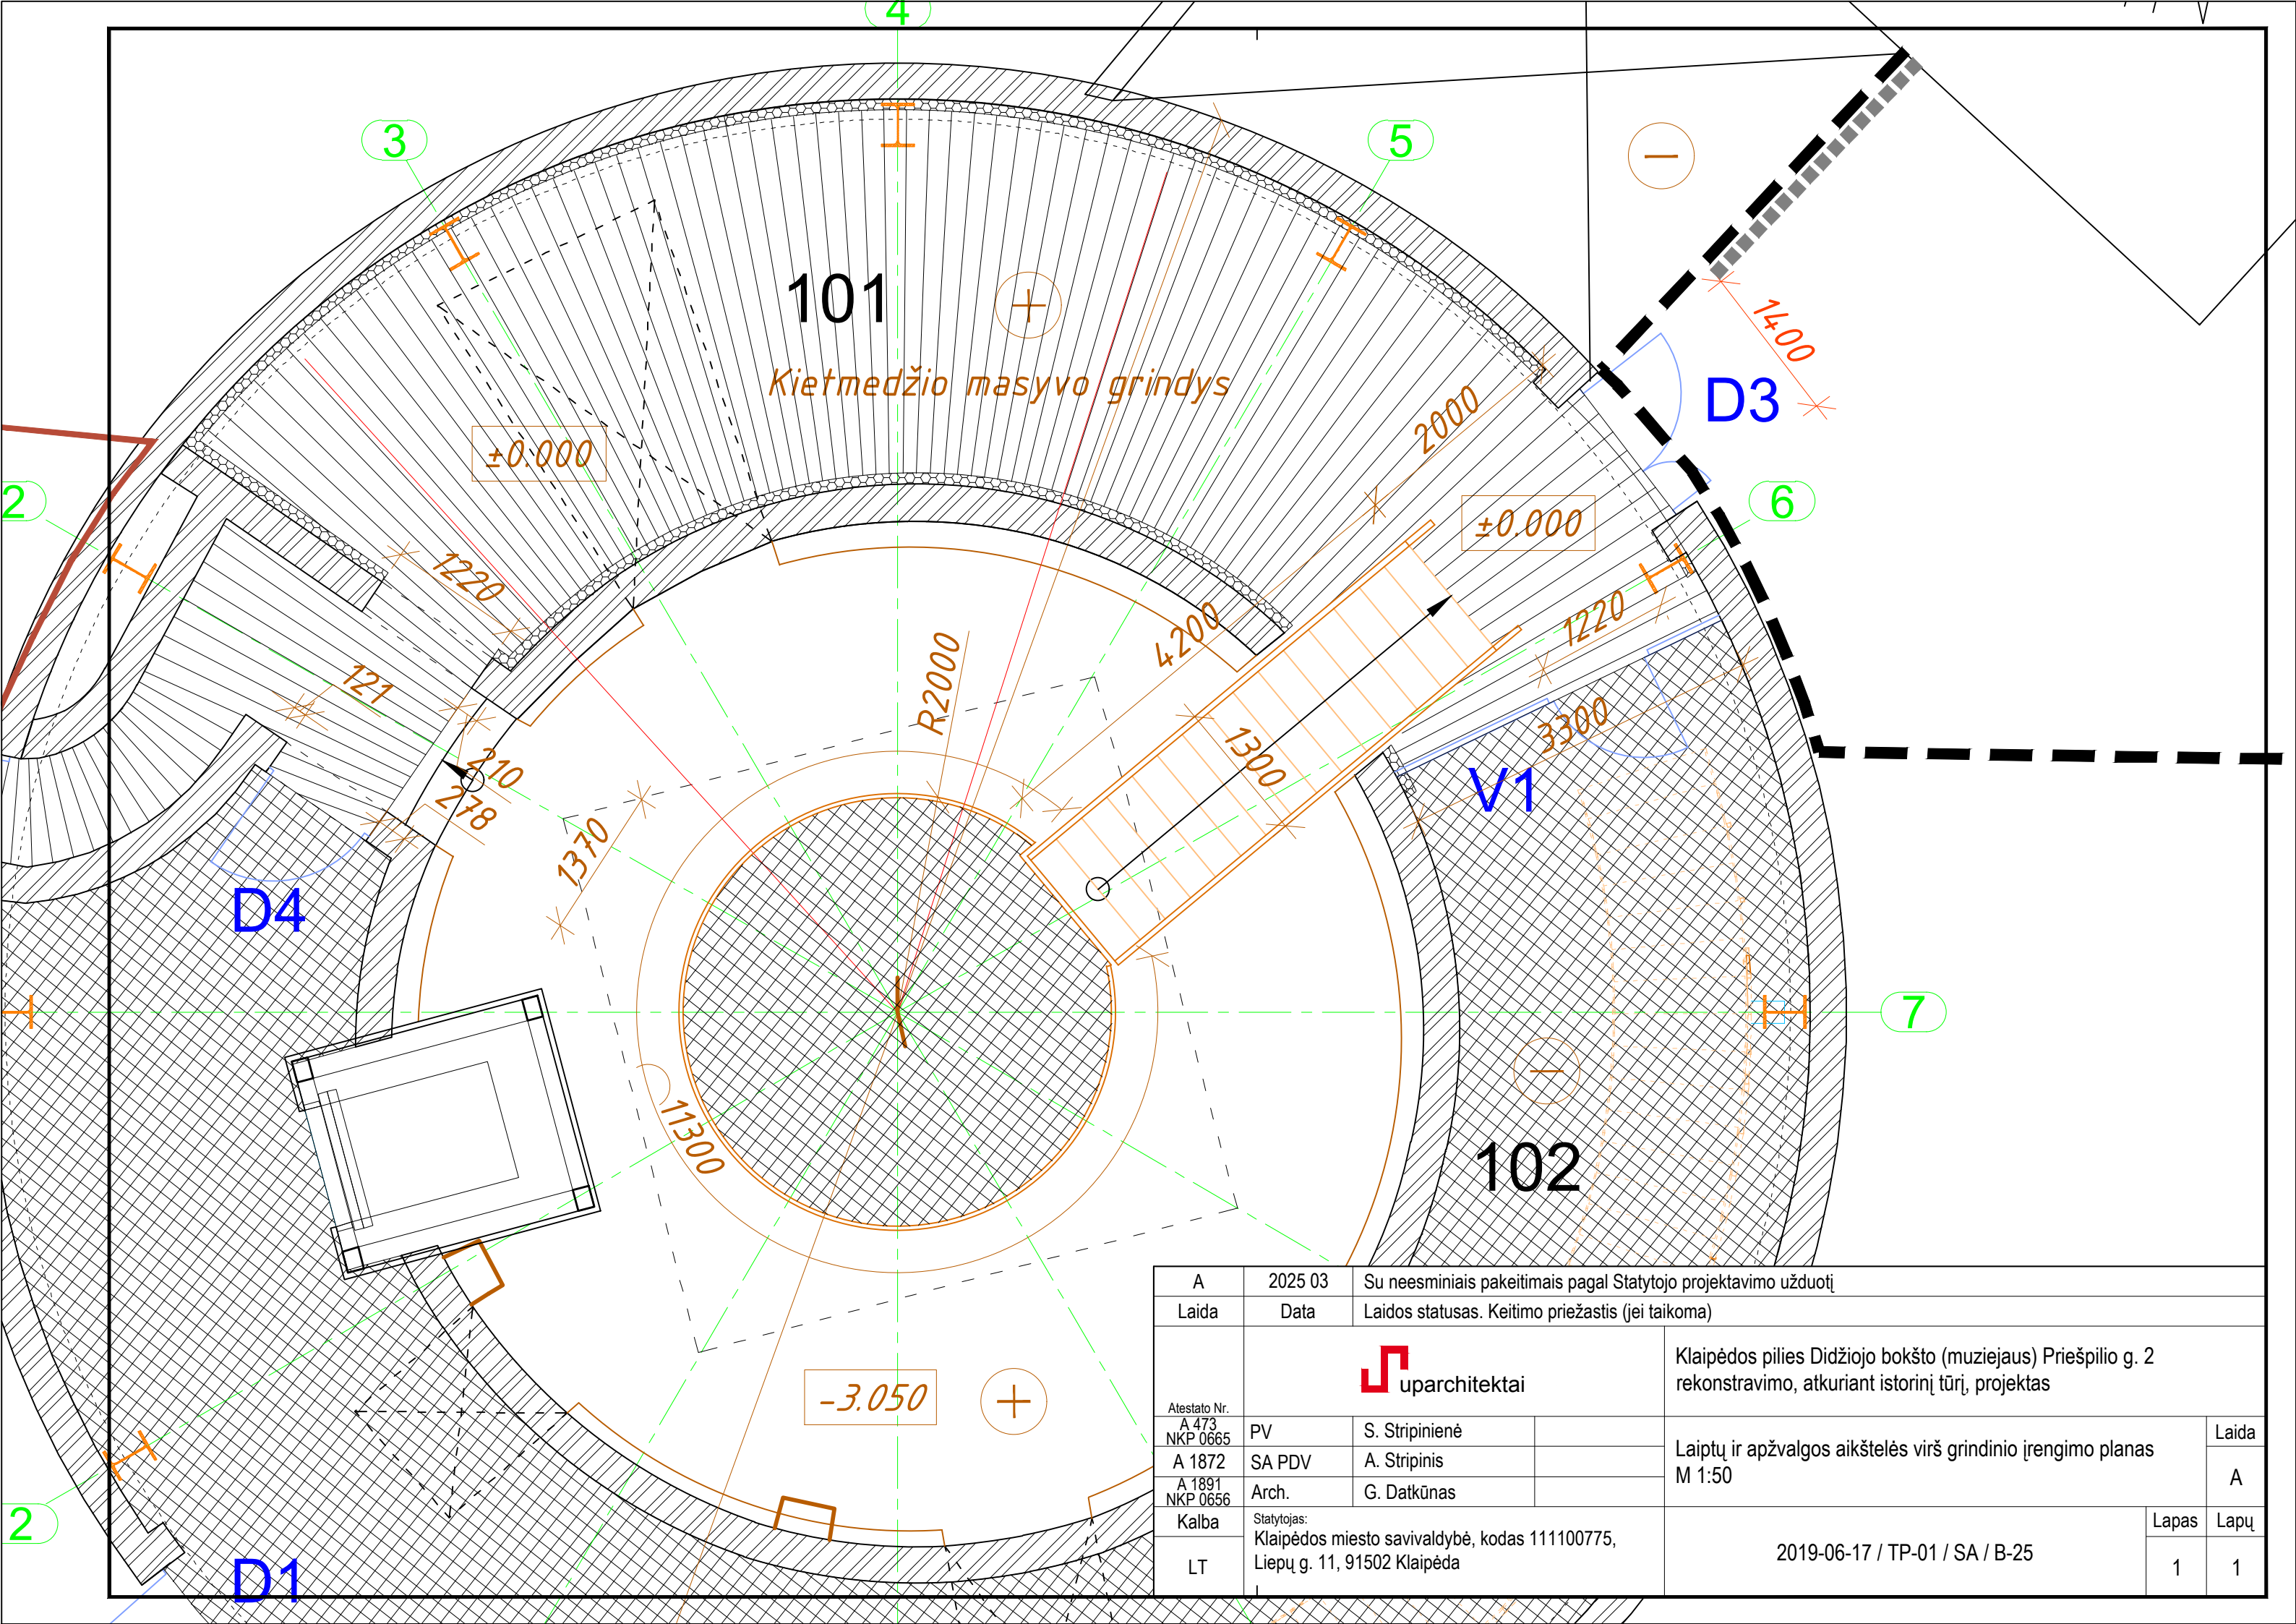 4
3
5
101
Kietmedžio masyvo grindys
±0.000
1400
D3
2000
2
6
±0.000
1220
1220
4200
R2000
121
210
278
1300
3300
V1
1370
D4
7
11300
102
-3.050
2
D1
A
2025 03
Su neesminiais pakeitimais pagal Statytojo projektavimo užduotį
Laida
Data
Laidos statusas. Keitimo priežastis (jei taikoma)
uparchitektai
Klaipėdos pilies Didžiojo bokšto (muziejaus) Priešpilio g. 2
rekonstravimo, atkuriant istorinį tūrį, projektas
Atestato Nr.
A 473
NKP 0665
PV
S. Stripinienė
A 1872
SA PDV
A. Stripinis
A 1891
NKP 0656
Arch.
G. Datkūnas
Laiptų ir apžvalgos aikštelės virš grindinio įrengimo planas
M 1:50
Laida
A
Kalba
LT
Statytojas:
Klaipėdos miesto savivaldybė, kodas 111100775,
Liepų g. 11, 91502 Klaipėda
2019-06-17 / TP-01 / SA / B-25
Lapas
Lapų
1
1